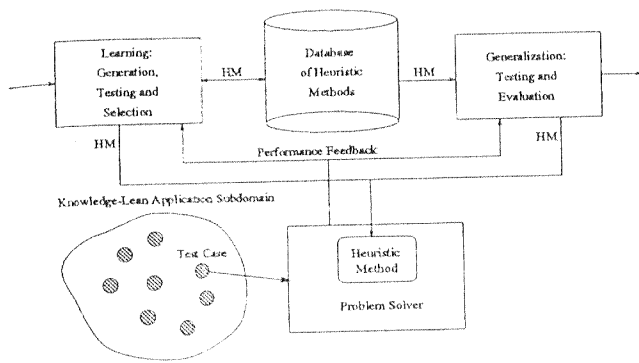 Learning:
Generation,
Testing and
Selection
HM
Database
of Heuristic
Methods
HM
Generalization:
Testing and
Evaluation
HM
HM
Performance Feedback
Knowledge-Lean Application Subdomain
Test Case
Heuristic
Method
Problem Solver